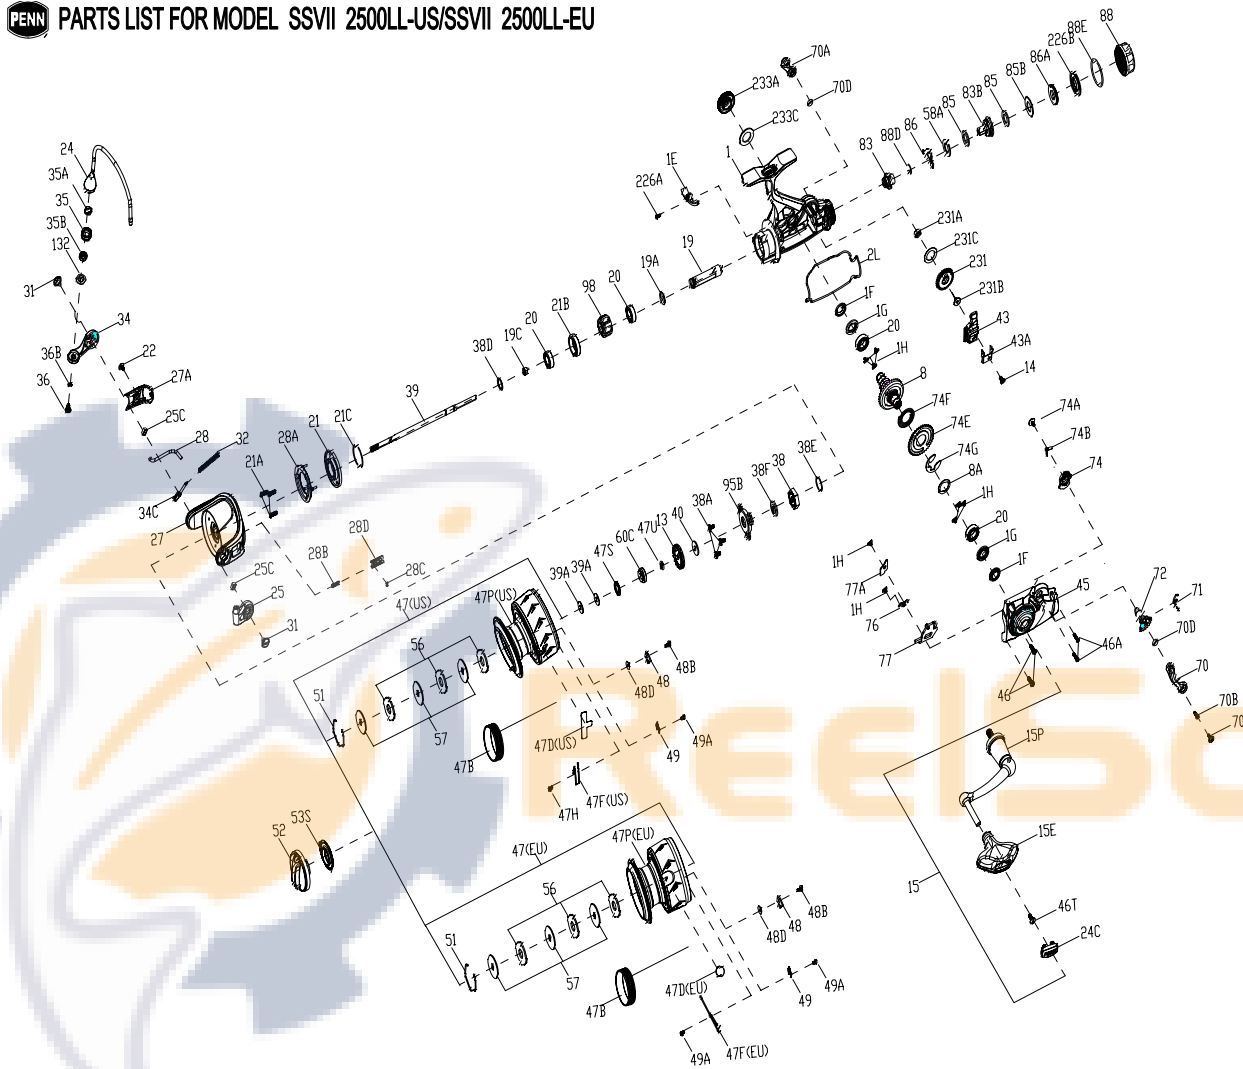 PENN PARTS LIST FOR MODEL SSVII 2500LL-US/SSVII 2500LL-EU
88
88E
226B
86A
85B
85
83B
85
58A
86
88D
83
70A
70D
233A
233C
1
1E
226A
24
35A
35
35B
132
31
34
36B
36
22
27A
25C
28
32
34C
27
21A
28A
21
21C
39
38D
19C
20
21B
98
20
19A
19
2L
1F
1G
20
1H
8
74F
74E
74G
8A
1H
20
1G
1F
231A
231C
231
231B
43
43A
14
74A
74B
74
45
72
71
70D
70
70B
70
46A
46
1H
77A
1H
76
77
38E
38
38F
95B
38A
40
13
47U
60C
47S
39A
39A
28D
28B
28C
25C
25
31
47(US)
47P(US)
56
51
57
47B
48B
48
48D
47D(US)
49A
49
47F(US)
47H
53S
52
47(EU)
47P(EU)
56
51
57
47B
48B
48
48D
47D(EU)
49A
49
47F(EU)
49A
15P
15E
15
46T
24C
ReelSc